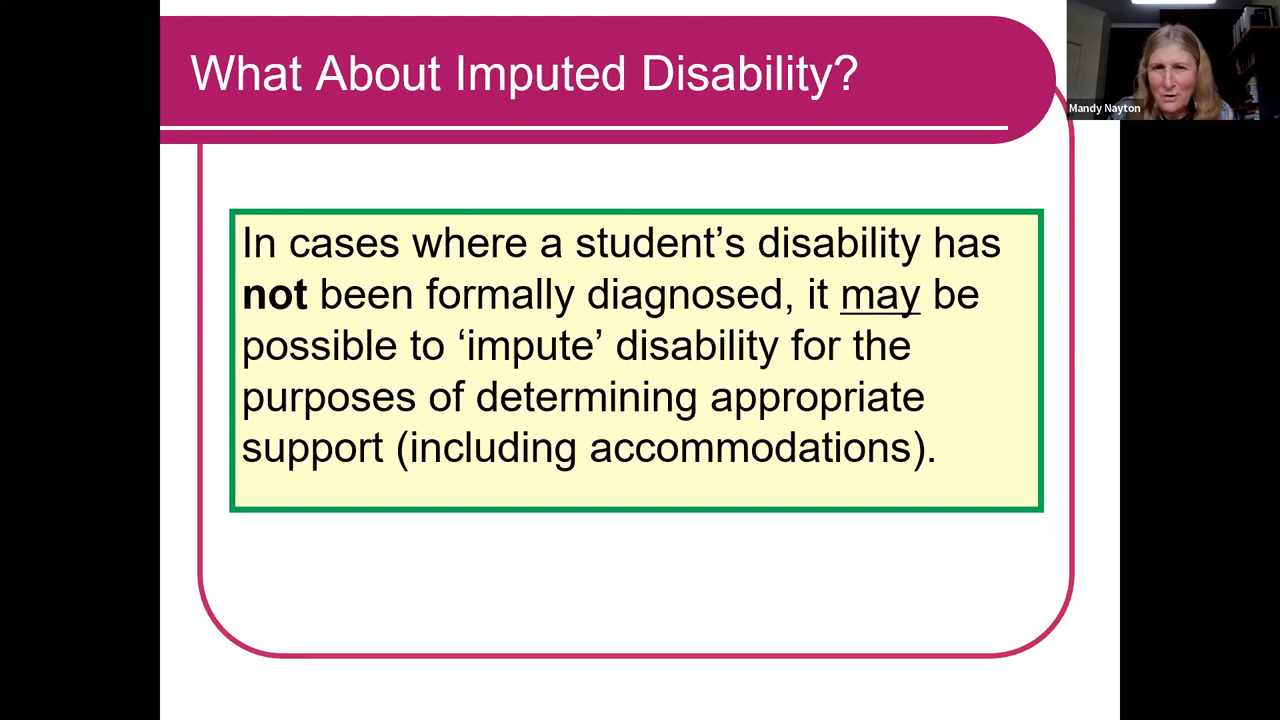 What About Imputed Disability?
Mandy Nayton
In cases where a student’s disability has
not been formally diagnosed, it may be
possible to ‘impute’ disability for the
purposes of determining appropriate
support (including accommodations).